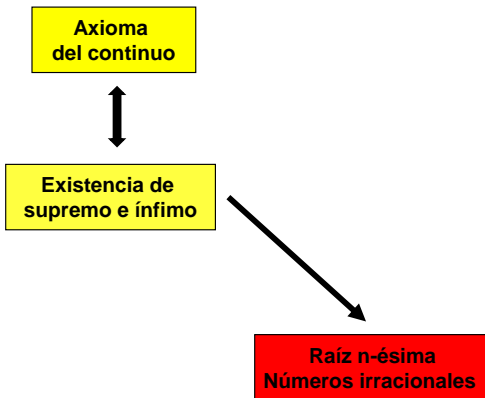 Axioma
del continuo
Existencia de
supremo e ínfimo
Raíz n-ésima
Números irracionales